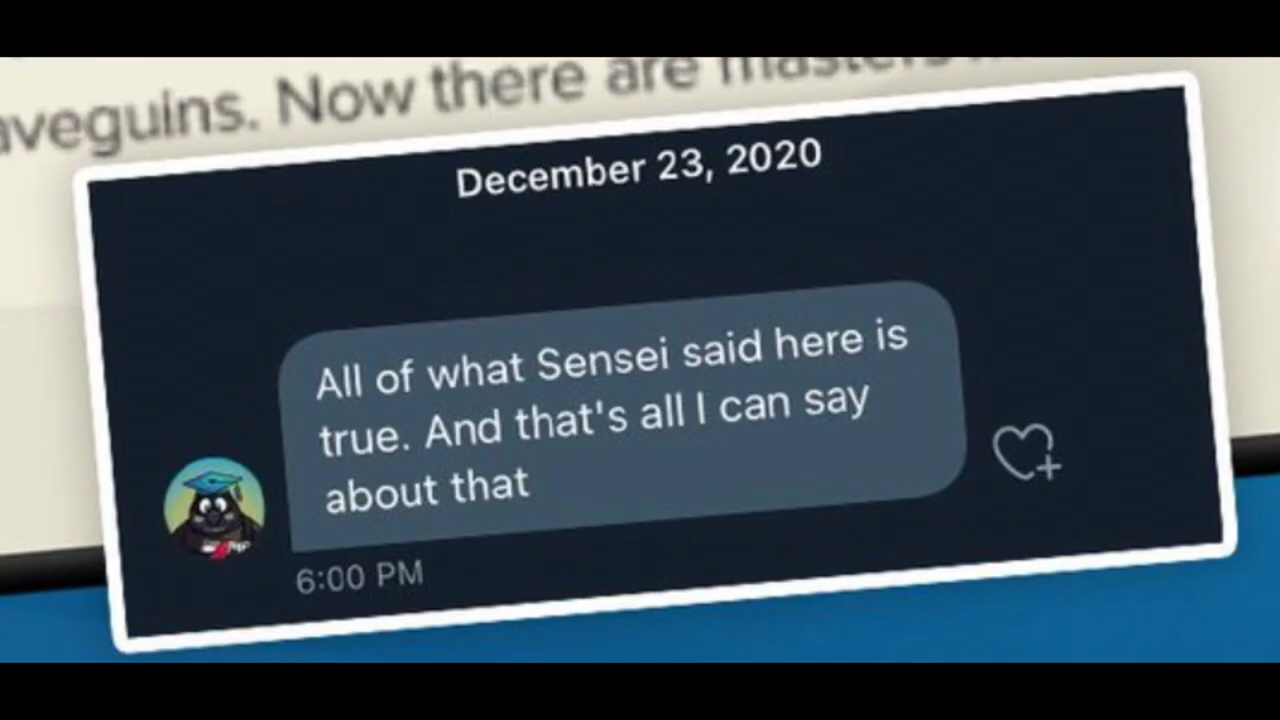 aveguins. Now there are masters
December 23, 2020
All of what Sensei said here is
true. And that's all I can say
about that
6:00 PM